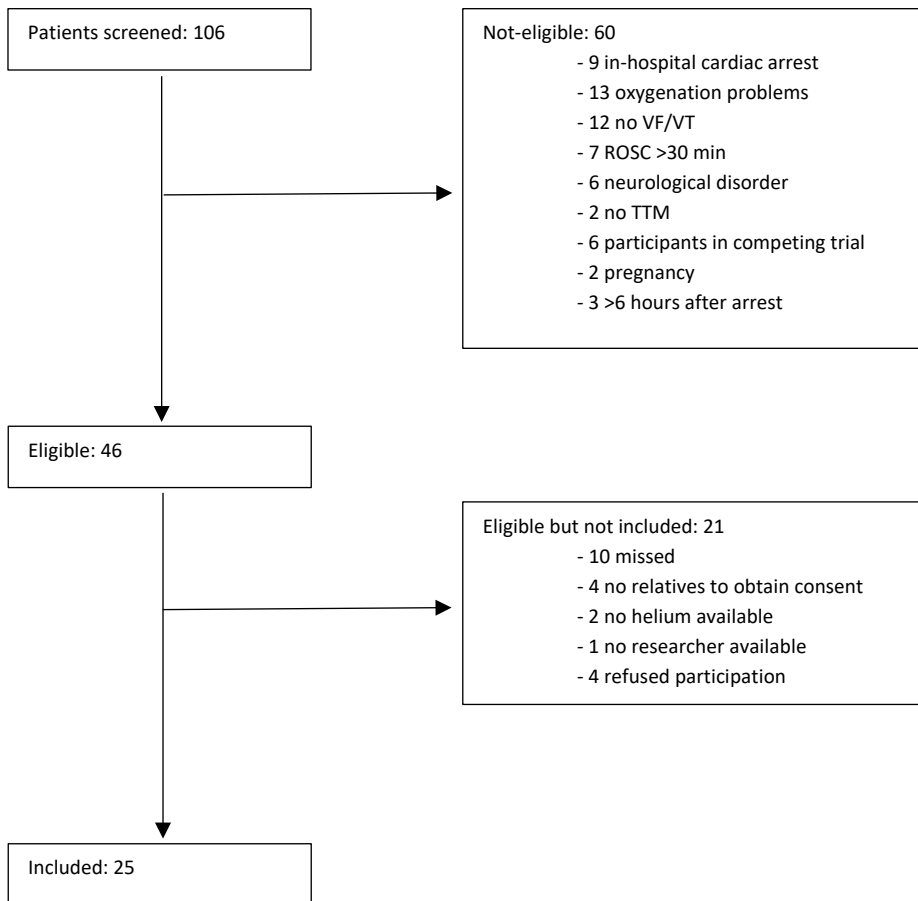 Patients screened: 106
Not-eligible: 60
- 9 in-hospital cardiac arrest
- 13 oxygenation problems
- 12 no VF/VT
- 7 ROSC >30 min
- 6 neurological disorder
- 2 no TTM
- 6 participants in competing trial
- 2 pregnancy
- 3 >6 hours after arrest
Eligible: 46
Eligible but not included: 21
- 10 missed
- 4 no relatives to obtain consent
- 2 no helium available
- 1 no researcher available
- 4 refused participation
Included: 25